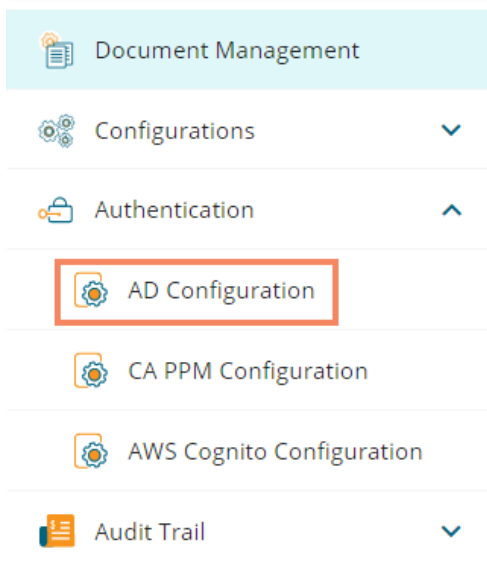 Document Management
Configurations
Authentication
AD Configuration
CA PPM Configuration
AWS Cognito Configuration
Audit Trail